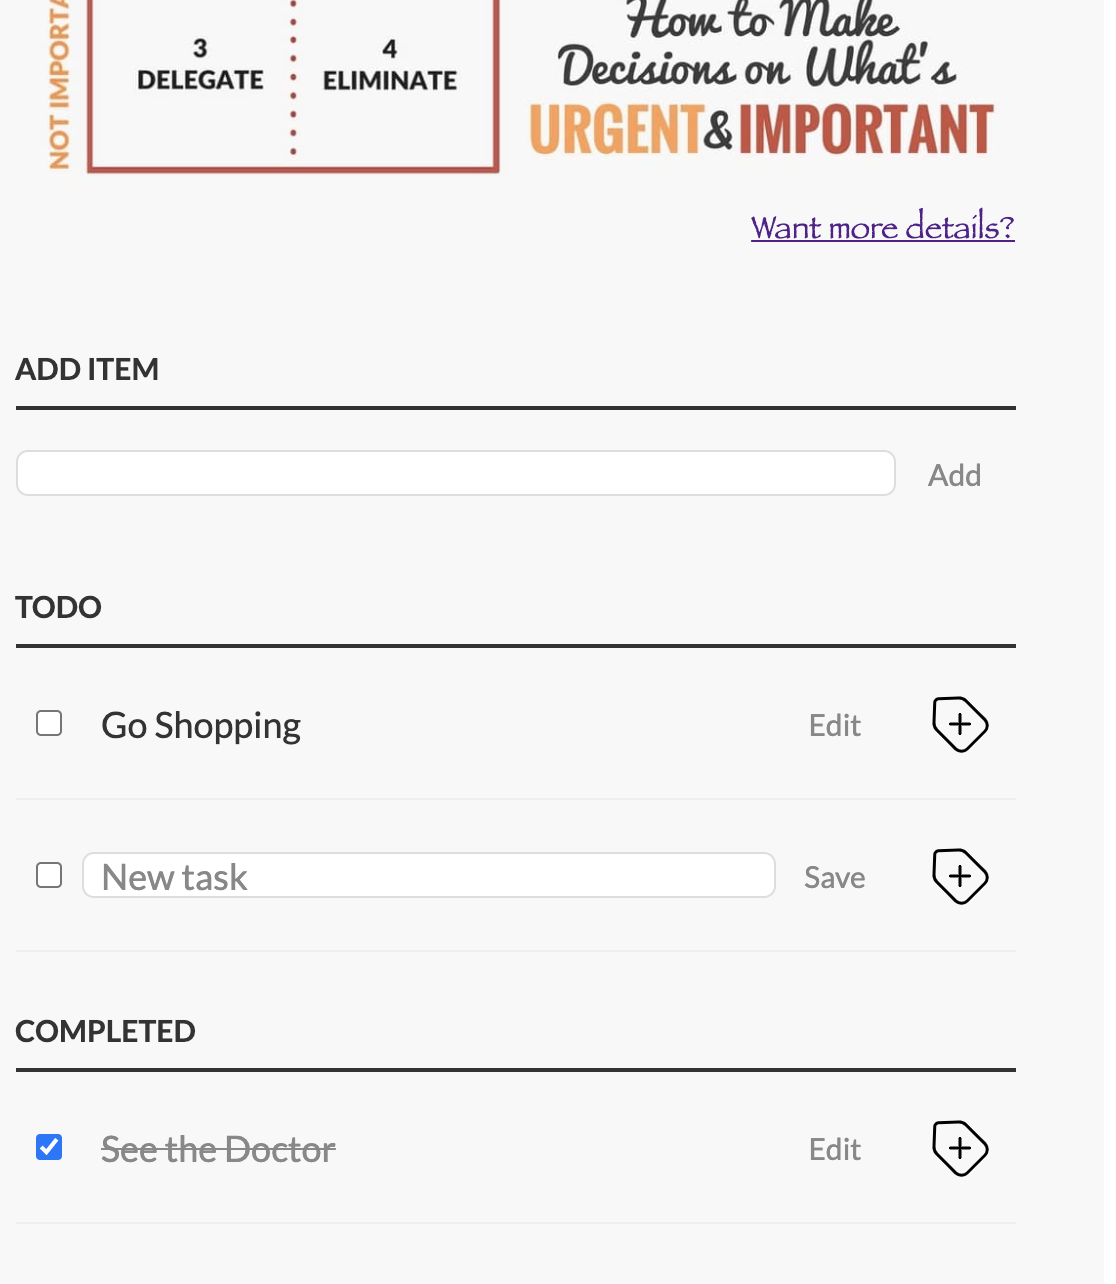 NOT IMPORTA
3
DELEGATE
4
ELIMINATE
How to Make
Decisions on What's
URGENT&IMPORTANT
Want more details?
ADD ITEM
Add
TODO
Go Shopping
Edit
New task
Save
COMPLETED
See the Doctor
Edit